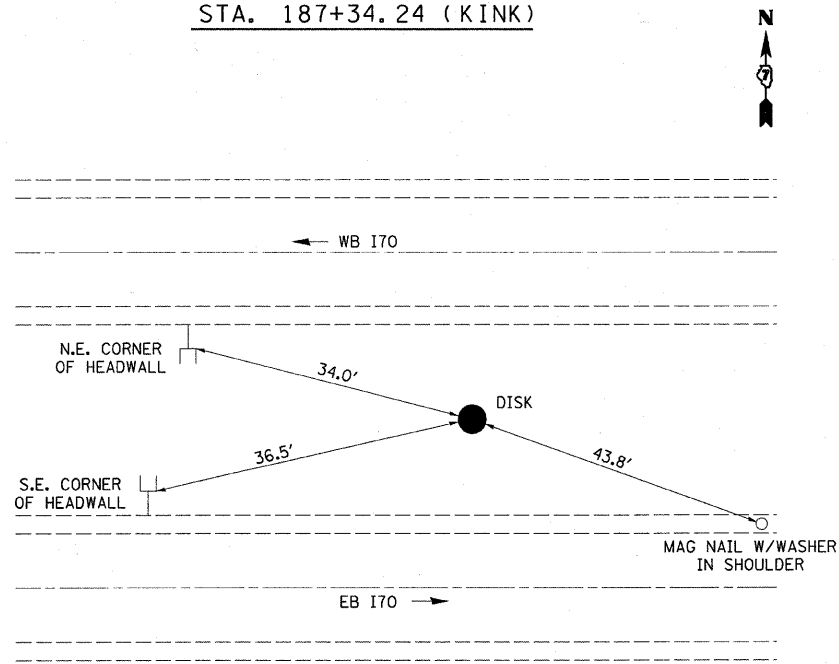 STA. 187+34.24 (KINK)
N
WB I70
N.E. CORNER
OF HEADWALL
34.0'
DISK
36.5'
43.8'
S.E. CORNER
OF HEADWALL
MAG NAIL W/WASHER
IN SHOULDER
EB I70